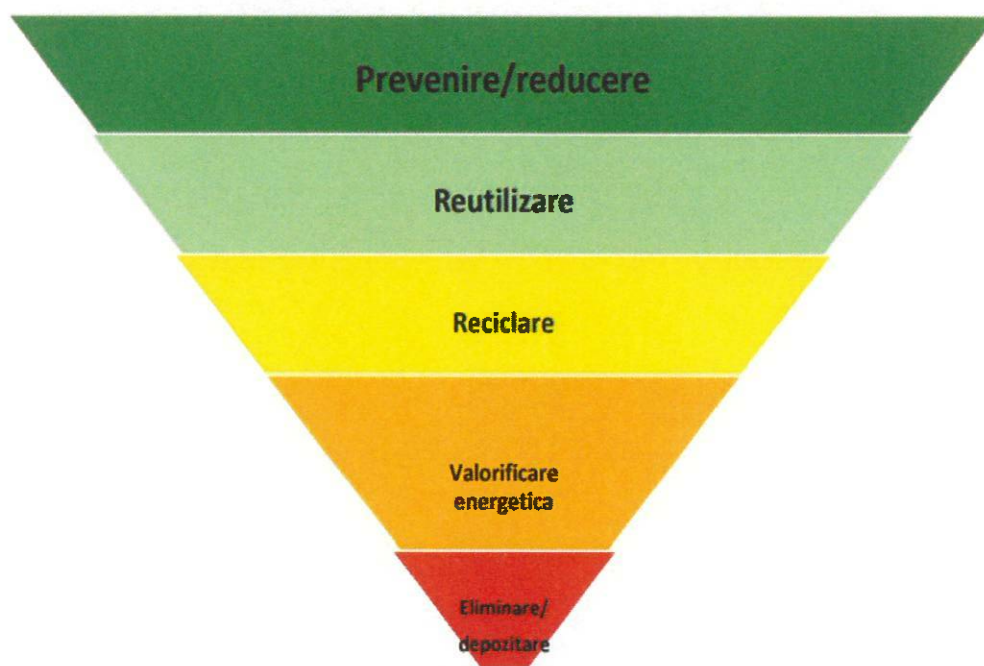 Prevenire/reducere
Reutilizare
Reciclare
Valorificare
energetica
Eliminare/
depozitare